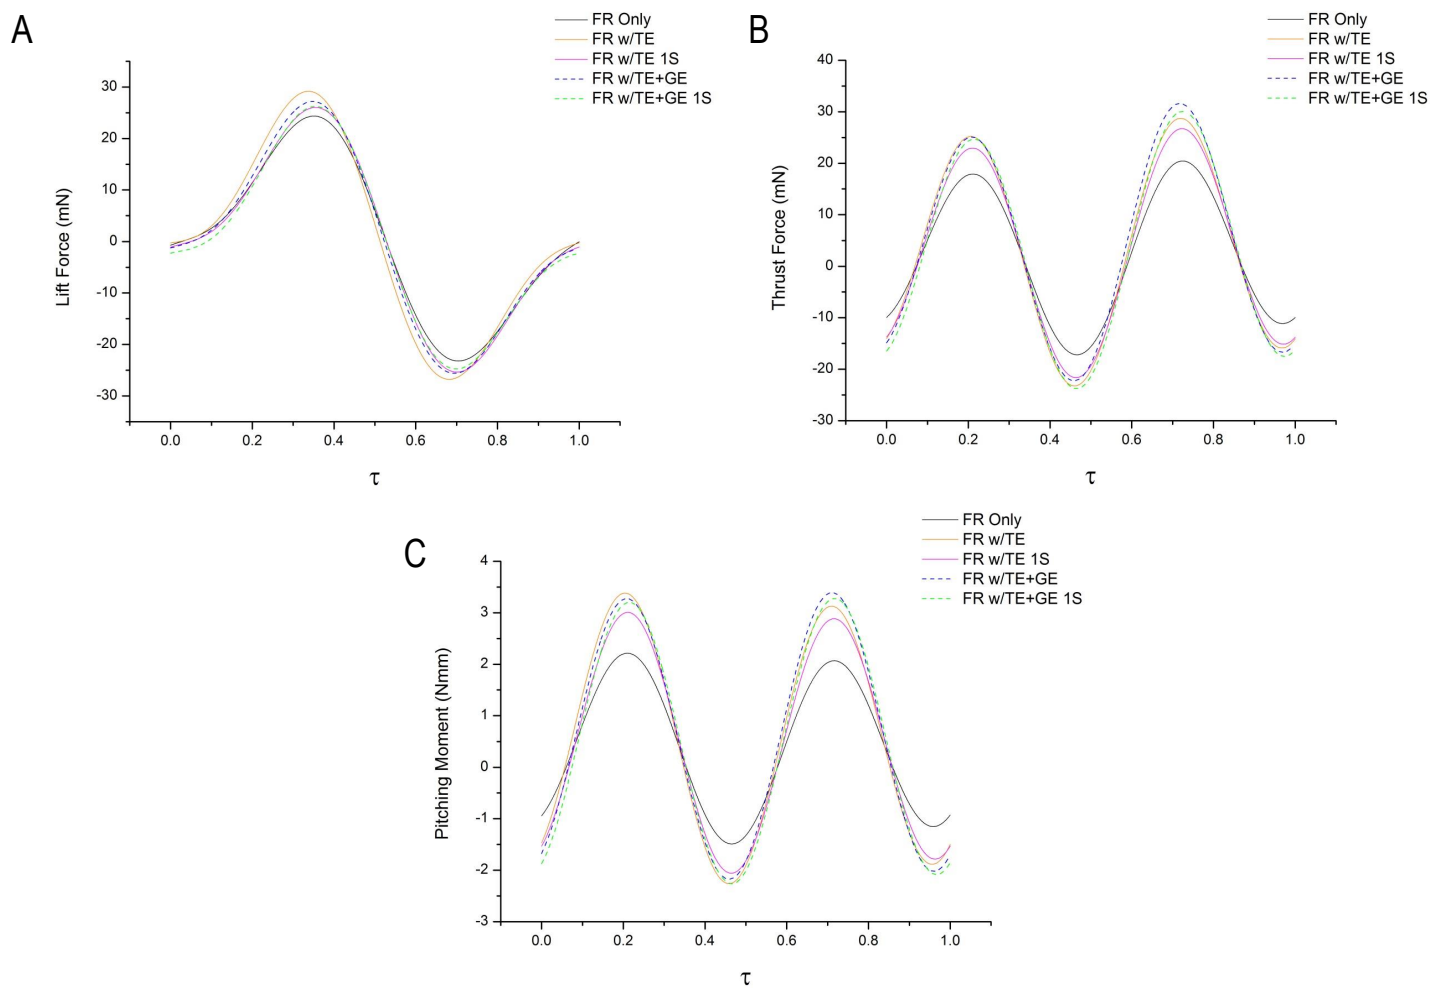 A
FR Only
FR w/TE
FR w/TE 1S
FR w/TE+GE
FR w/TE+GE 1S
30
20
10
0
-10
-20
-30
Lift Force (mN)
0.0 0.2 0.4 0.6 0.8 1.0
τ
B
FR Only
FR w/TE
FR w/TE 1S
FR w/TE+GE
FR w/TE+GE 1S
40
30
20
10
0
-10
-20
-30
Thrust Force (mN)
0.0 0.2 0.4 0.6 0.8 1.0
τ
C
FR Only
FR w/TE
FR w/TE 1S
FR w/TE+GE
FR w/TE+GE 1S
4
3
2
1
0
-1
-2
-3
Pitching Moment (Nmm)
0.0 0.2 0.4 0.6 0.8 1.0
τ